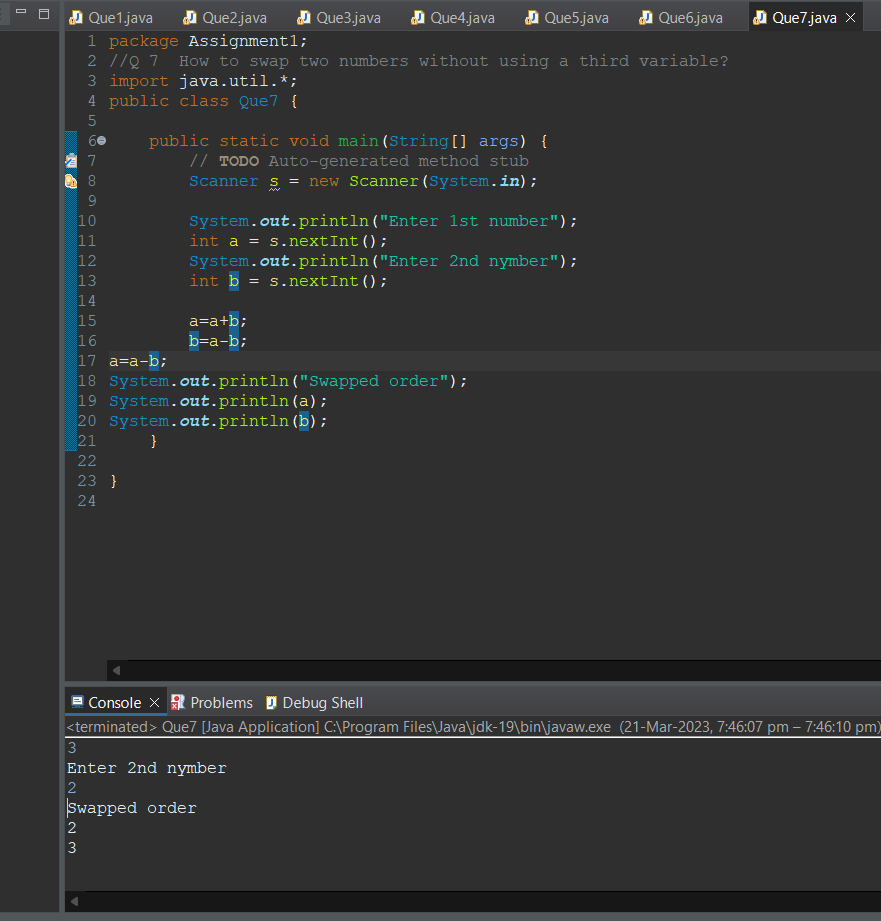 Que1.java Que2.java Que3.java Que4.java Que5.java Que6.java Que7.java
1 package Assignment1;
2 //Q 7  How to swap two numbers without using a third variable?
3 import java.util.*;
4 public class Que7 {
5
6     public static void main(String[] args) {
7         // TODO Auto-generated method stub
8         Scanner s = new Scanner(System.in);
9
10         System.out.println("Enter 1st number");
11         int a = s.nextInt();
12         System.out.println("Enter 2nd nymber");
13         int b = s.nextInt();
14
15         a=a+b;
16         b=a-b;
17 a=a-b;
18 System.out.println("Swapped order");
19 System.out.println(a);
20 System.out.println(b);
21     }
22
23 }
24
Console Problems Debug Shell
<terminated> Que7 [Java Application] C:\Program Files\Java\jdk-19\bin\javaw.exe (21-Mar-2023, 7:46:07 pm – 7:46:10 pm)
3
Enter 2nd nymber
2
Swapped order
2
3